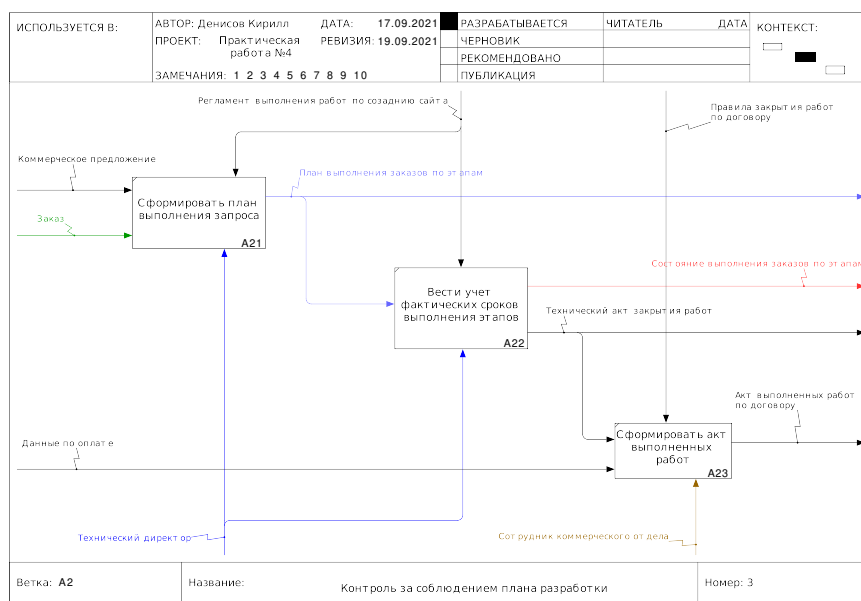 ИСПОЛЬЗУЕТСЯ В:
АВТОР: Денисов Кирилл
ДАТА: 17.09.2021
РАЗРАБАТЫВАЕТСЯ
ЧИТАТЕЛЬ
ДАТА
КОНТЕКСТ:
ПРОЕКТ: Практическая
работа №4
РЕВИЗИЯ: 19.09.2021
ЧЕРНОВИК
РЕКОМЕНДОВАНО
ЗАМЕЧАНИЯ: 1 2 3 4 5 6 7 8 9 10
ПУБЛИКАЦИЯ
Регламент выполнения работ по созаднию сайта
Правила закрытия работ
по договору
Коммерческое предложение
План выполнения заказов по этапам
Сформировать план
выполнения запроса
A21
Заказ
Состояние выполнения заказов по этапам
Вести учет
фактических сроков
выполнения этапов
A22
Технический акт закрытия работ
Акт выполненных работ
по договору
Данные по оплате
Сформировать акт
выполненных
работ
A23
Технический директор
Сотрудник коммерческого отдела
Ветка: A2
Название:
Контроль за соблюдением плана разработки
Номер: 3